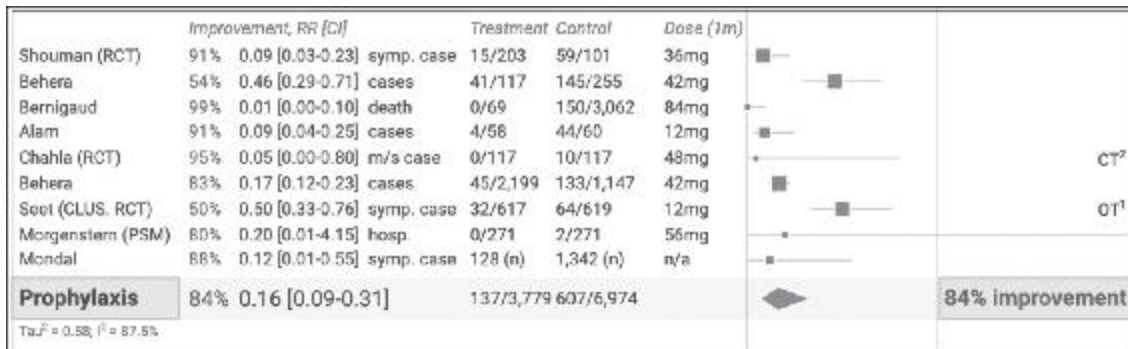 Improvement, RR [CI] Treatment Control Dose (1m)
Shouman (RCT) 91% 0.09 [0.03-0.23] symp. case 15/203 59/101 36mg
Behera 54% 0.46 [0.29-0.71] cases 41/117 145/255 42mg
Bernigaud 99% 0.01 [0.00-0.10] death 0/69 150/3,062 84mg
Alam 91% 0.09 [0.04-0.25] cases 4/58 44/60 12mg
Chahla (RCT) 95% 0.05 [0.00-0.80] m/s case 0/117 10/117 48mg CT²
Behera 83% 0.17 [0.12-0.23] cases 45/2,199 133/1,147 42mg
Seet (CLUS. RCT) 50% 0.50 [0.33-0.76] symp. case 32/617 64/619 12mg OT¹
Morgenstern (PSM) 80% 0.20 [0.01-4.15] hosp. 0/271 2/271 56mg
Mondal 88% 0.12 [0.01-0.55] symp. case 128 (n) 1,342 (n) n/a
Prophylaxis 84% 0.16 [0.09-0.31] 137/3,779 607/6,974 84% improvement
Tau² = 0.58; I² = 87.5%